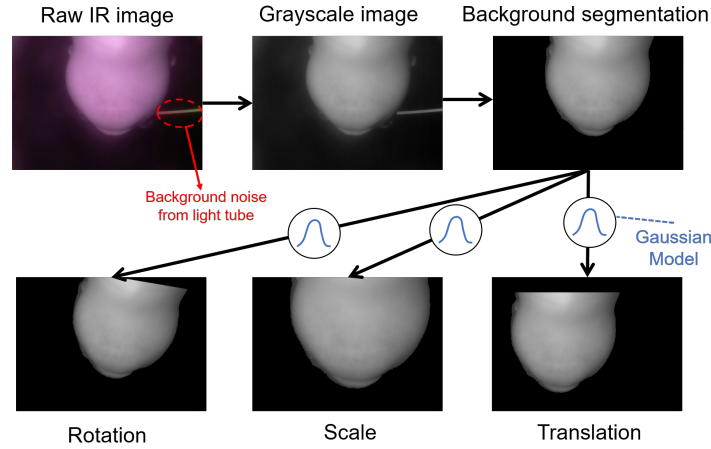 Raw IR image
Grayscale image
Background segmentation
Background noise
from light tube
Gaussian
Model
Rotation
Scale
Translation